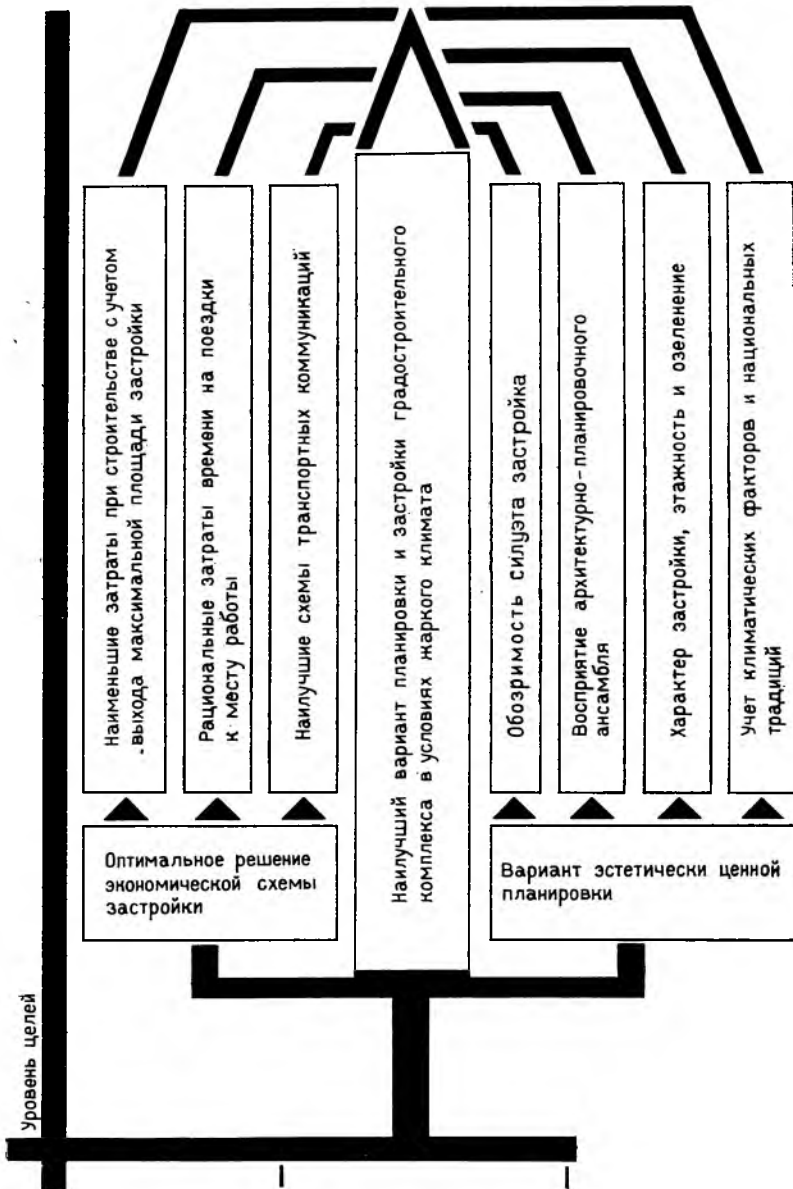 Уровень целей
Наименьшие затраты при строительстве с учетом
выхода максимальной площади застройки
Рациональные затраты времени на поездки
к месту работы
Наилучшие схемы транспортных коммуникаций
Наилучший вариант планировки и застройки градостроительного
комплекса в условиях жаркого климата
Обозримость силуэта застройка
Восприятие архитектурно-планировочного
ансамбля
Характер застройки, этажность и озеленение
Учет климатических факторов и национальных
традиций
Оптимальное решение
экономической схемы
застройки
Вариант эстетически ценной
планировки